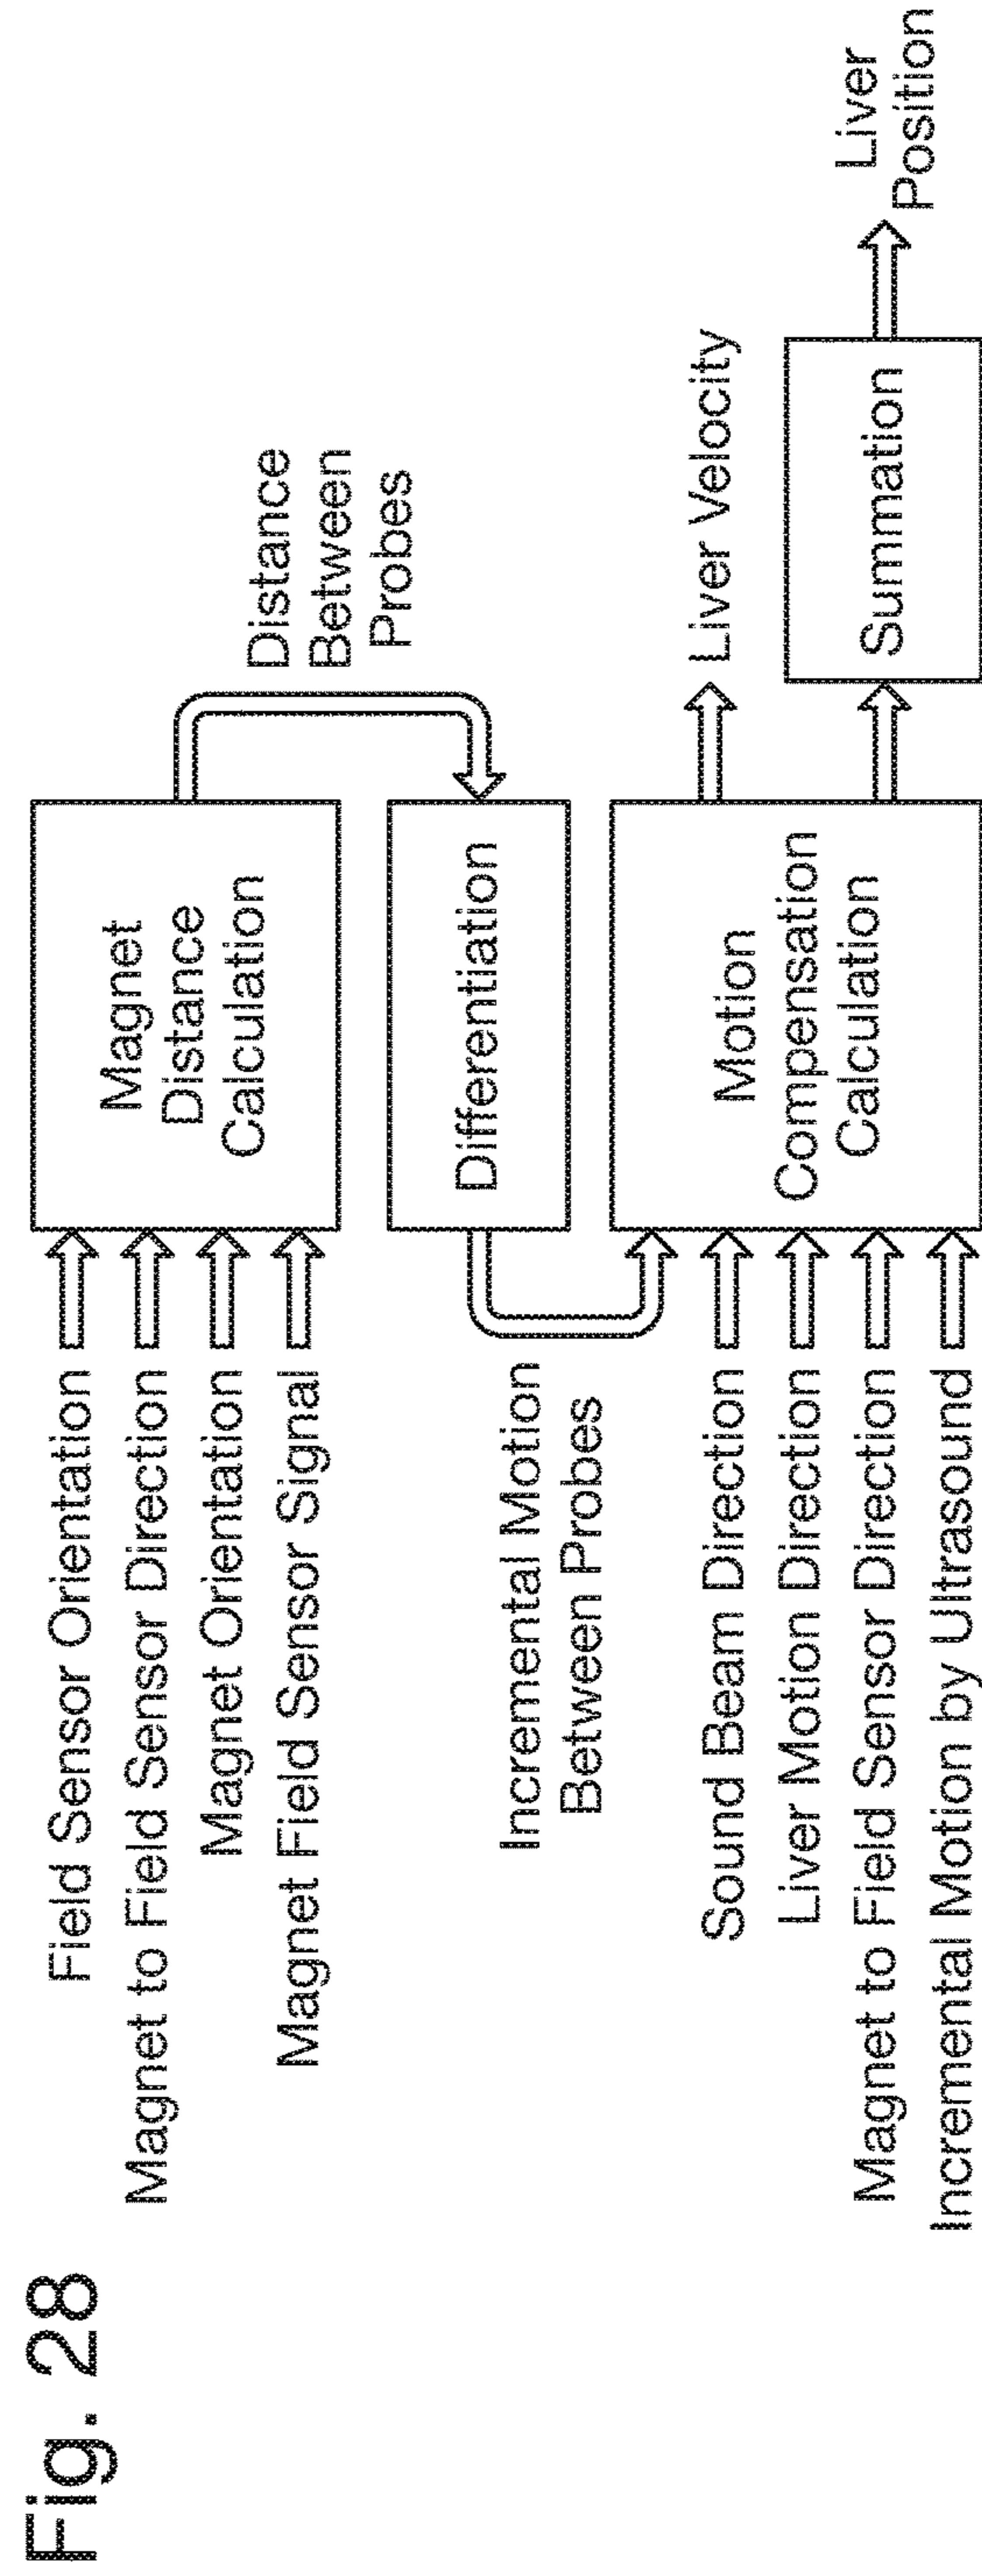 Fig. 28
Field Sensor Orientation
Magnet to Field Sensor Direction
Magnet Orientation
Magnet Field Sensor Signal
Magnet
Distance
Calculation
Distance
Between
Probes
Differentiation
Incremental Motion
Between Probes
Sound Beam Direction
Liver Motion Direction
Magnet to Field Sensor Direction
Incremental Motion by Ultrasound
Motion
Compensation
Calculation
Liver Velocity
Summation
Liver
Position